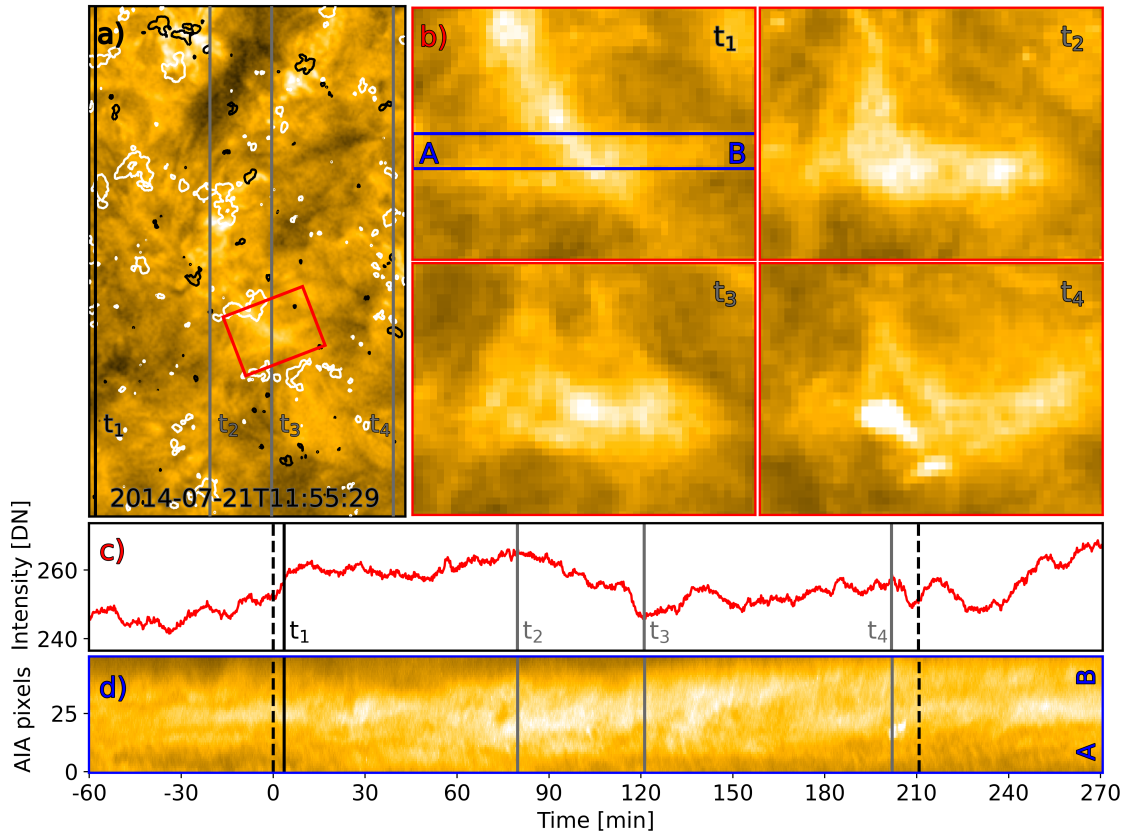 a)
t1
t2
t3
t4
2014-07-21T11:55:29
b)
t1
A
B
t2
t3
t4
Intensity [DN]
260
240
c)
t1
t2
t3
t4
AIA pixels
25
0
d)
B
A
-60
-30
0
30
60
90
120
150
180
210
240
270
Time [min]